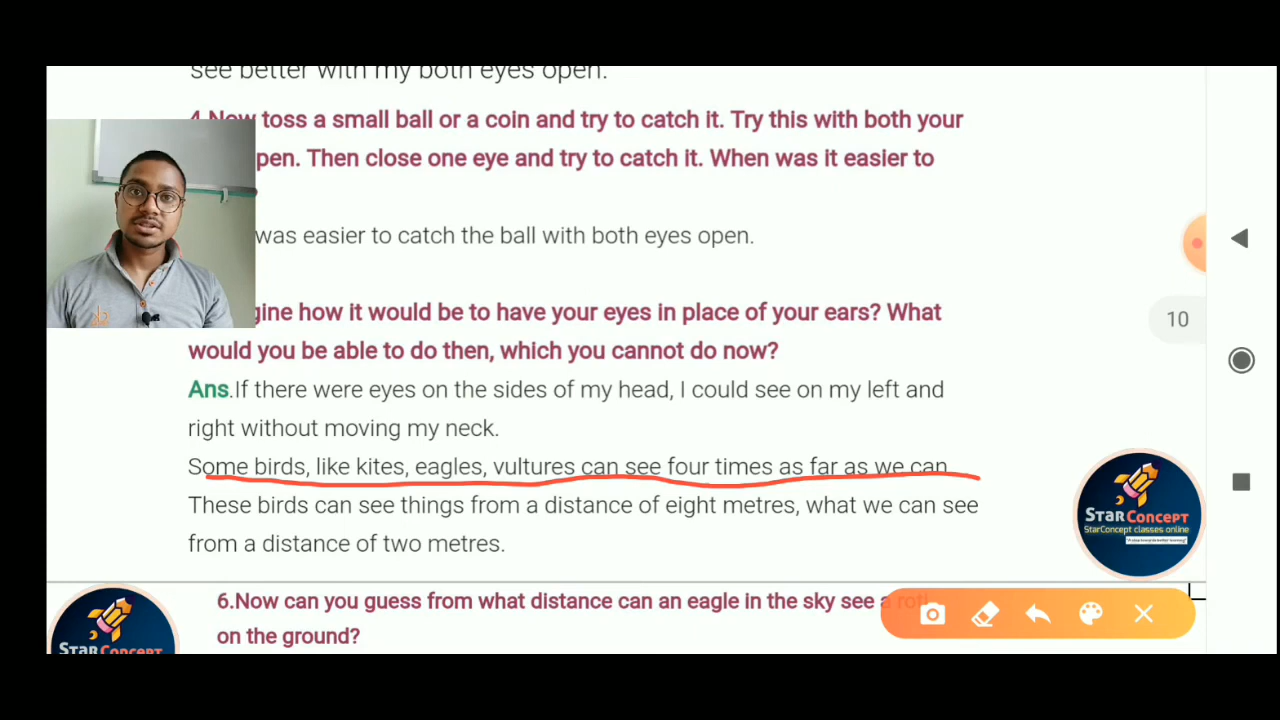 see better with my both eyes open.
4.Now toss a small ball or a coin and try to catch it. Try this with both your
pen. Then close one eye and try to catch it. When was it easier to
was easier to catch the ball with both eyes open.
gine how it would be to have your eyes in place of your ears? What
would you be able to do then, which you cannot do now?
Ans.If there were eyes on the sides of my head, I could see on my left and
right without moving my neck.
Some birds, like kites, eagles, vultures can see four times as far as we can.
These birds can see things from a distance of eight metres, what we can see
from a distance of two metres.
6.Now can you guess from what distance can an eagle in the sky see a roti
on the ground?
10
STARCONCEPT
StarConcept classes online
STARCONCEPT